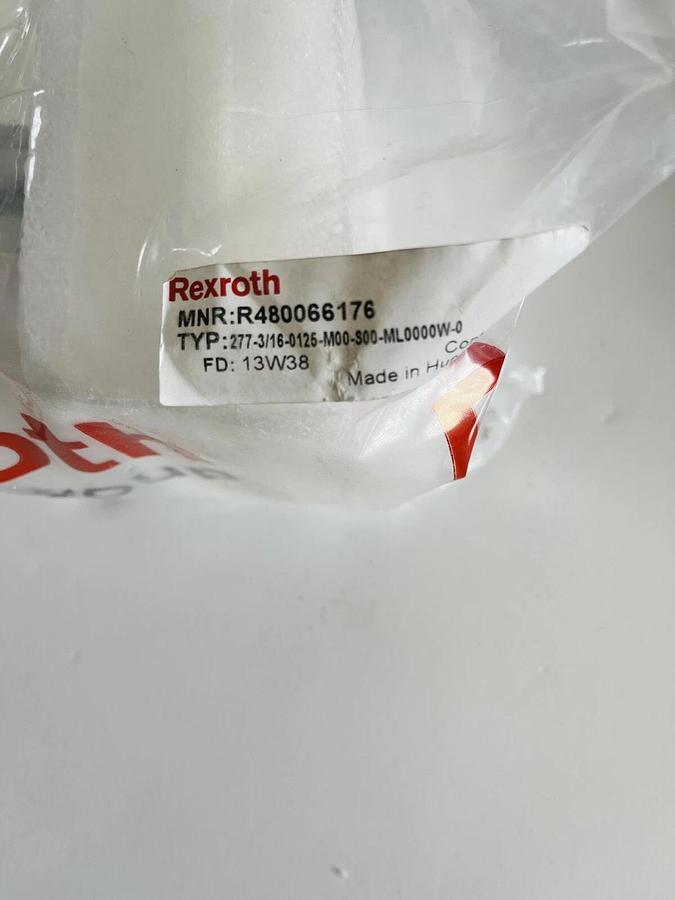 Rexroth
MNR:R480066176
TYP:277-3/16-0125-M00-S00-ML0000W-0
FD: 13W38
Made in